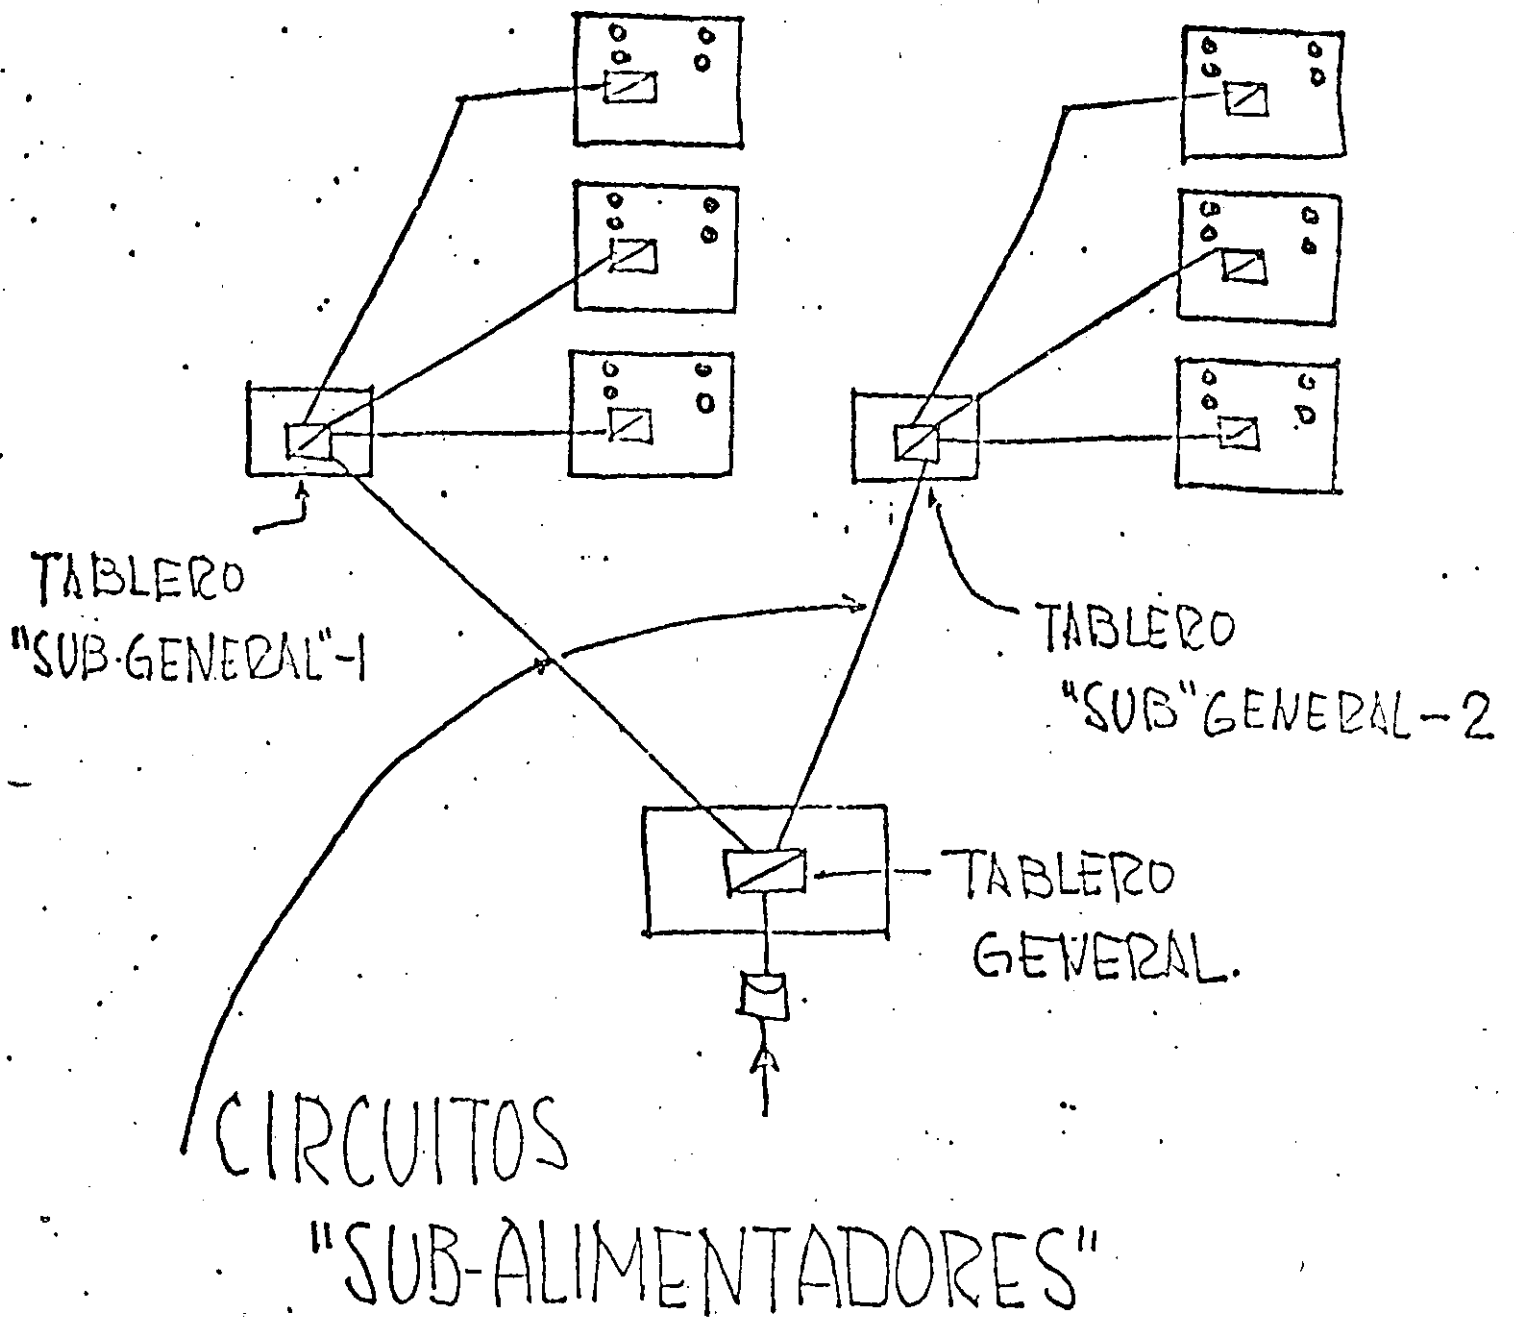 TABLERO
"SUB-GENERAL"-1
TABLERO
"SUB"GENERAL-2
TABLERO
GENERAL.
CIRCUITOS
"SUB-ALIMENTADORES"